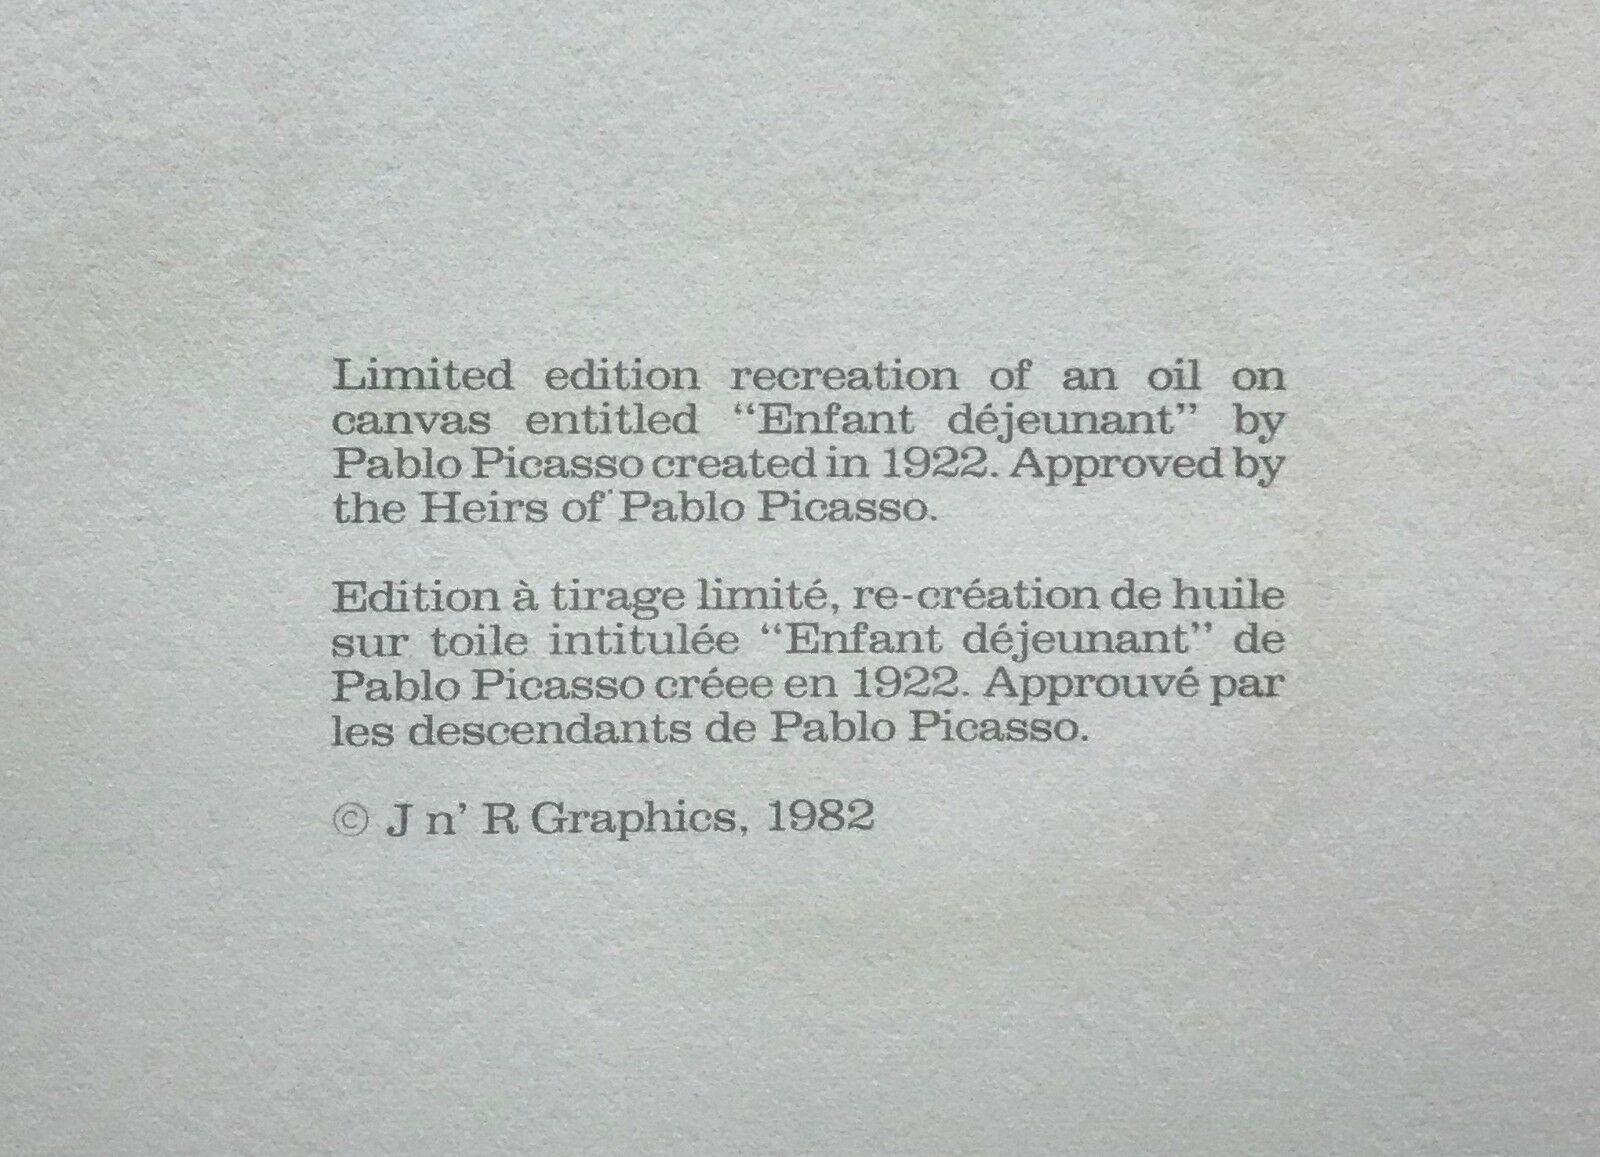 Limited edition recreation of an oil on
canvas entitled “Enfant déjeunant” by
Pablo Picasso created in 1922. Approved by
the Heirs of Pablo Picasso.
Edition à tirage limité, re-création de huile
sur toile intitulée “Enfant déjeunant” de
Pablo Picasso créee en 1922. Approuvé par
les descendants de Pablo Picasso.
© J n’ R Graphics, 1982